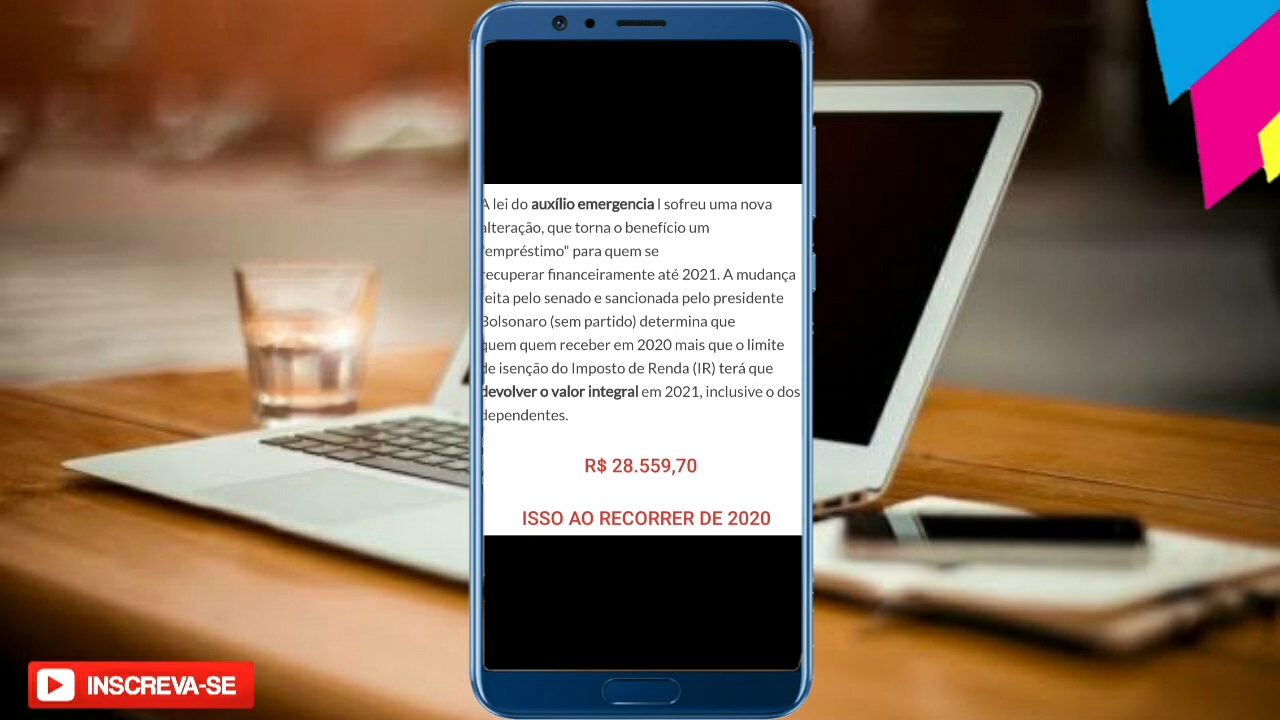 A lei do auxílio emergencia l sofreu uma nova
alteração, que torna o benefício um
"empréstimo" para quem se
recuperar financeiramente até 2021. A mudança
feita pelo senado e sancionada pelo presidente
Bolsonaro (sem partido) determina que
quem quem receber em 2020 mais que o limite
de isenção do Imposto de Renda (IR) terá que
devolver o valor integral em 2021, inclusive o dos
dependentes.
R$ 28.559,70
ISSO AO RECORRER DE 2020
INSCREVA-SE